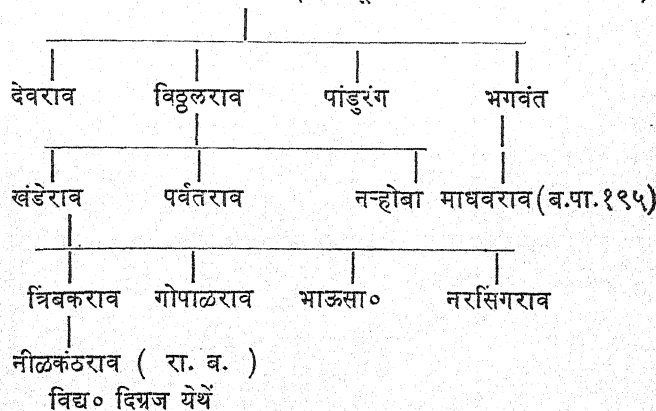 देवराव विठ्ठलराव पांडुरंग भगवंत
खंडेराव पर्वतराव नऱ्होबा माधवराव (ब.पा.१९५)
त्रिंबकराव गोपाळराव भाऊसा० नरसिंगराव
नीळकंठराव ( रा. ब. )
विद्य० दिग्रज येथें